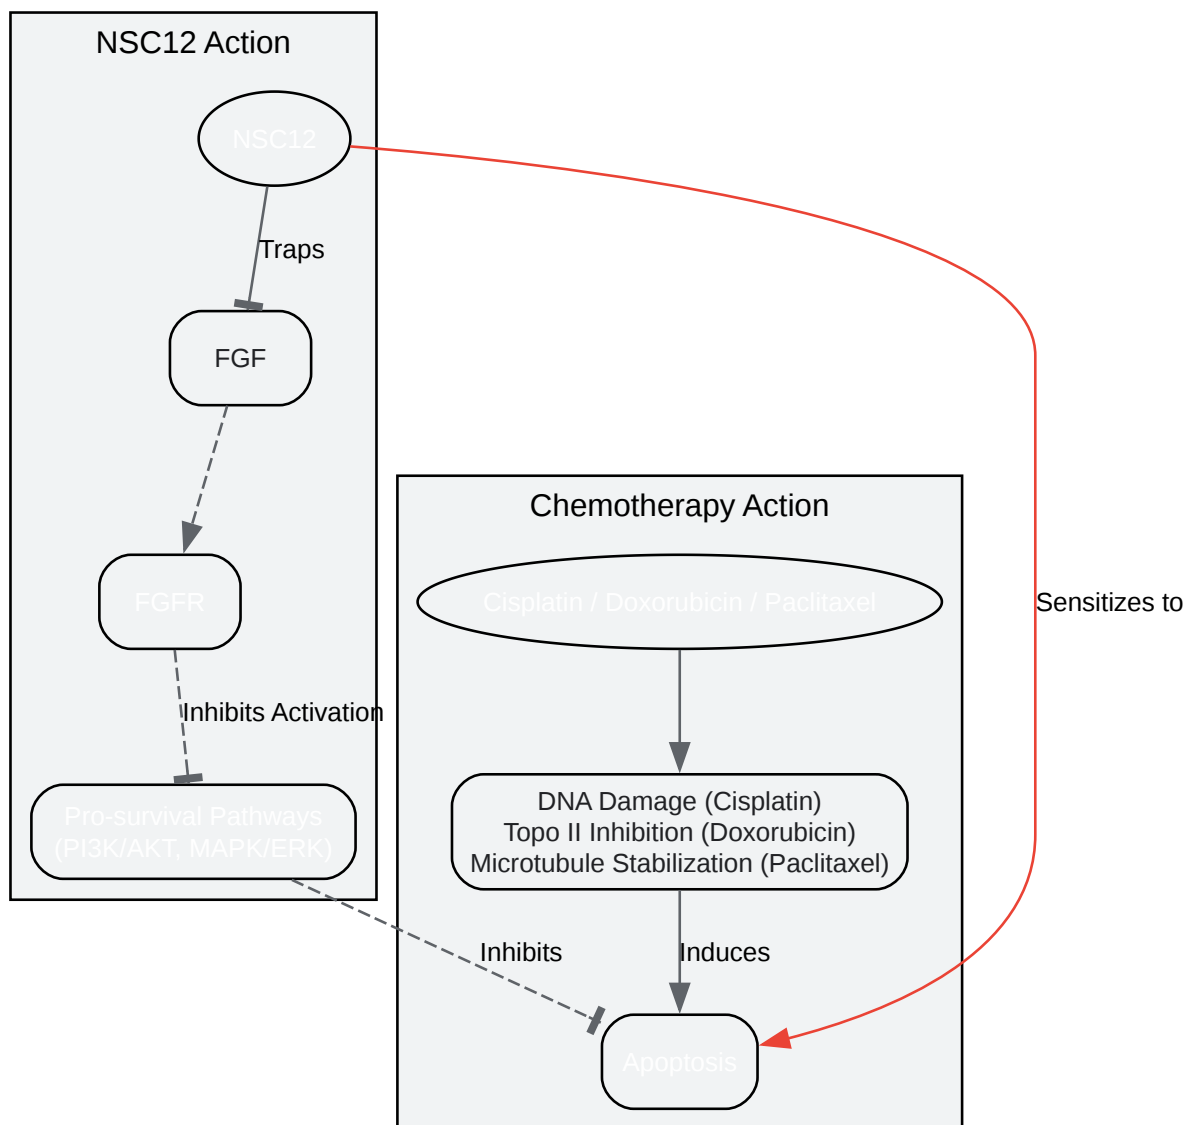 NSC12 Action
NSC12
Traps
FGF
FGFR
Inhibits Activation
Pro-survival Pathways
(PI3K/AKT, MAPK/ERK)
Chemotherapy Action
Cisplatin / Doxorubicin / Paclitaxel
Sensitizes to
DNA Damage (Cisplatin)
Topo II Inhibition (Doxorubicin)
Microtubule Stabilization (Paclitaxel)
Inhibits
Induces
Apoptosis